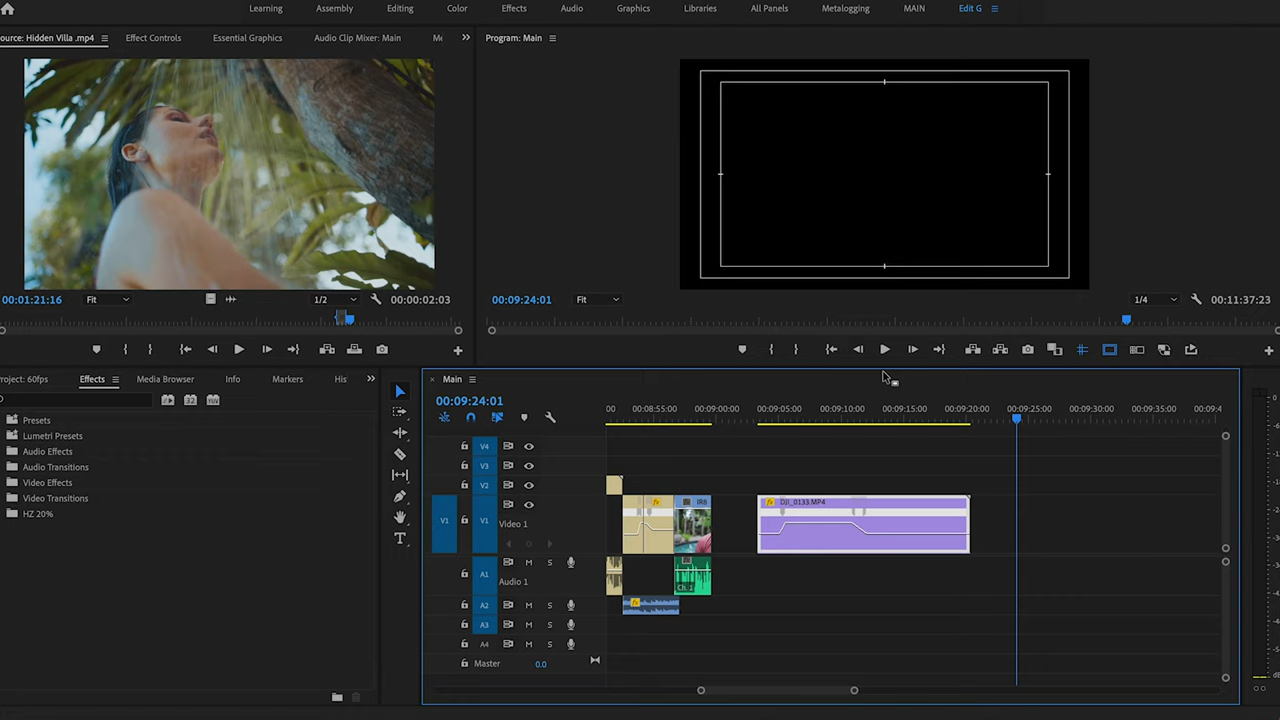 Learning Assembly Editing Color Effects Audio Graphics Libraries All Panels Metalogging MAIN Edit G
ource: Hidden Villa .mp4 Effect Controls Essential Graphics Audio Clip Mixer: Main Me
Program: Main
00:01:21:16 Fit 1/2 00:00:02:03
00:09:24:01 Fit 1/4 00:11:37:23
roject: 60fps Effects Media Browser Info Markers His
Presets
Lumetri Presets
Audio Effects
Audio Transitions
Video Effects
Video Transitions
HZ 20%
Main
00:09:24:01
00 00:08:55:00 00:09:00:00 00:09:05:00 00:09:10:00 00:09:15:00 00:09:20:00 00:09:25:00 00:09:30:00 00:09:35:00 00:09:4
V4
V3
V2
V1 V1 Video 1
fx IRB
fx DJI_0133.MP4
A1 M S
Audio 1
Ch. 1
A2 M S
fx
A3 M S
A4 M S
Master 0.0
S S